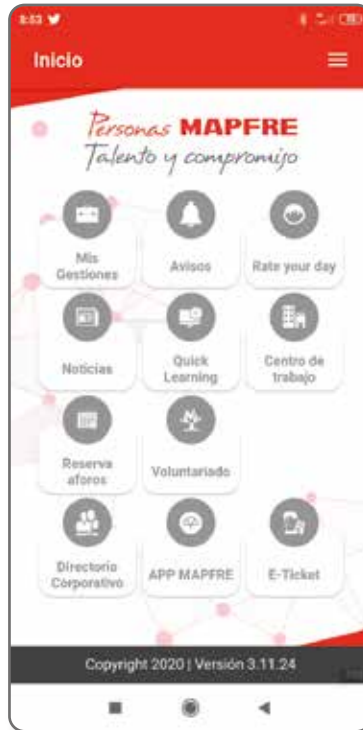 8:53
Inicio
Personas MAPFRE
Talento y compromiso
Mis
Gestiones
Avisos
Rate your day
Noticias
Quick
Learning
Centro de
trabajo
Reserva
aforos
Voluntariado
Directorio
Corporativo
APP MAPFRE
E-Ticket
Copyright 2020 | Versión 3.11.24